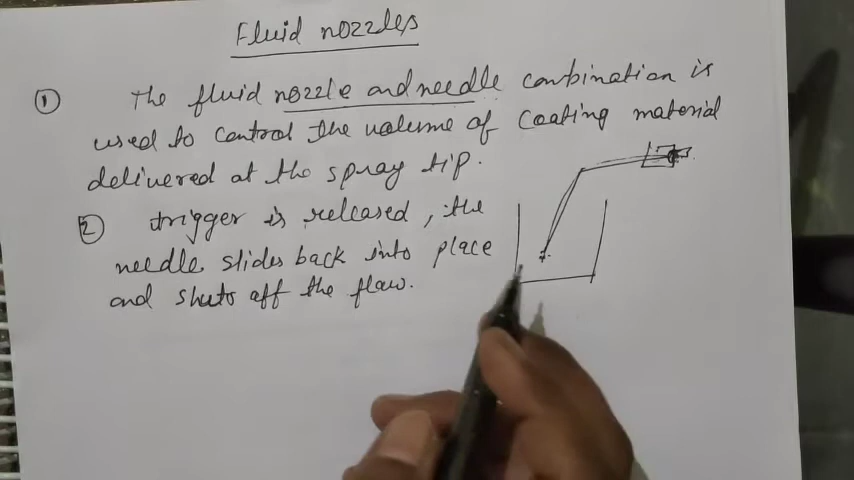 Fluid nozzles
① The fluid nozzle and needle combination is
used to control the volume of coating material
delivered at the spray tip.
② trigger is released, the
needle slides back into place
and shuts off the flow.